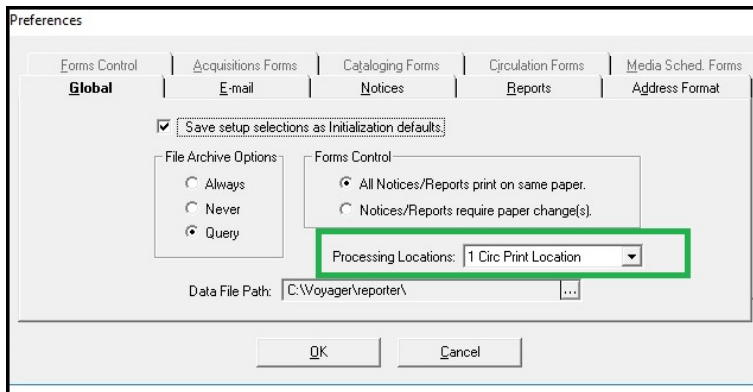 Preferences
Forms Control Acquisitions Forms Cataloging Forms Circulation Forms Media Sched. Forms
Global E-mail Notices Reports Address Format
Save setup selections as Initialization defaults.
File Archive Options Forms Control
Always All Notices/Reports print on same paper.
Never Notices/Reports require paper change(s).
Query
Processing Locations: 1 Circ Print Location
Data File Path: C:\Voyager\reporter\ ...
OK Cancel